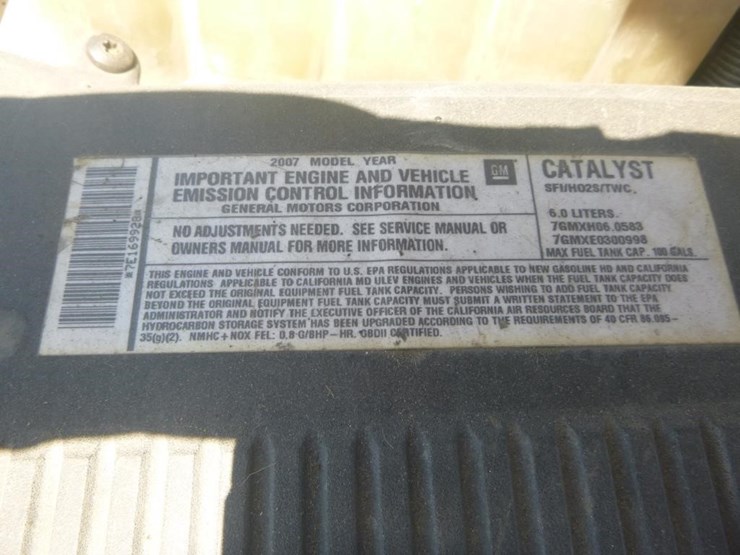 *7E169928*
2007 MODEL YEAR
IMPORTANT ENGINE AND VEHICLE
EMISSION CONTROL INFORMATION
GENERAL MOTORS CORPORATION
GM
NO ADJUSTMENTS NEEDED. SEE SERVICE MANUAL OR
OWNERS MANUAL FOR MORE INFORMATION.
CATALYST
SFI/HO2S/TWC,
6.0 LITERS.
7GMXH06.0583
7GMXE0300998
MAX FUEL TANK CAP. 100 GALS.
THIS ENGINE AND VEHICLE CONFORM TO U.S. EPA REGULATIONS APPLICABLE TO NEW GASOLINE HD AND CALIFORNIA
REGULATIONS APPLICABLE TO CALIFORNIA MD ULEV ENGINES AND VEHICLES WHEN THE FUEL TANK CAPACITY DOES
NOT EXCEED THE ORIGINAL EQUIPMENT FUEL TANK CAPACITY. PERSONS WISHING TO ADD FUEL TANK CAPACITY
BEYOND THE ORIGINAL EQUIPMENT FUEL TANK CAPACITY MUST SUBMIT A WRITTEN STATEMENT TO THE EPA
ADMINISTRATOR AND NOTIFY THE EXECUTIVE OFFICER OF THE CALIFORNIA AIR RESOURCES BOARD THAT THE
HYDROCARBON STORAGE SYSTEM HAS BEEN UPGRADED ACCORDING TO THE REQUIREMENTS OF 40 CFR 86.095-
35(g)(2). NMHC+NOX FEL: 0.8 G/BHP-HR. OBDII CERTIFIED.